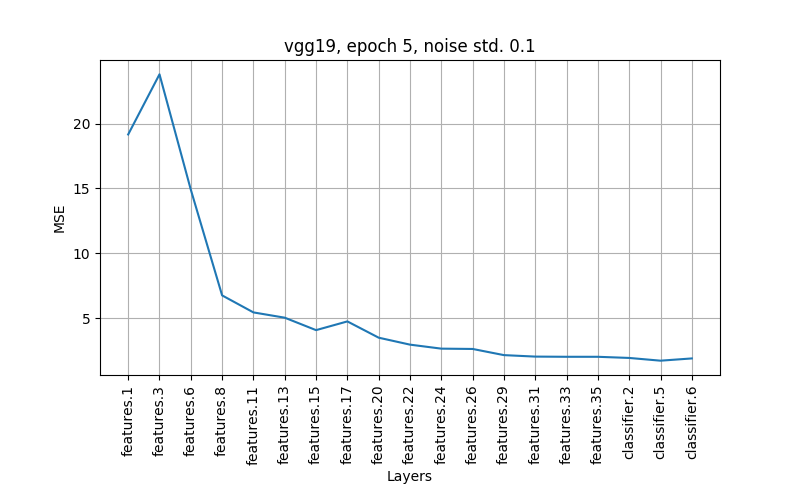 vgg19, epoch 5, noise std. 0.1
20
15
10
5
MSE
features.1
features.3
features.6
features.8
features.11
features.13
features.15
features.17
features.20
features.22
features.24
features.26
features.29
features.31
features.33
features.35
classifier.2
classifier.5
classifier.6
Layers